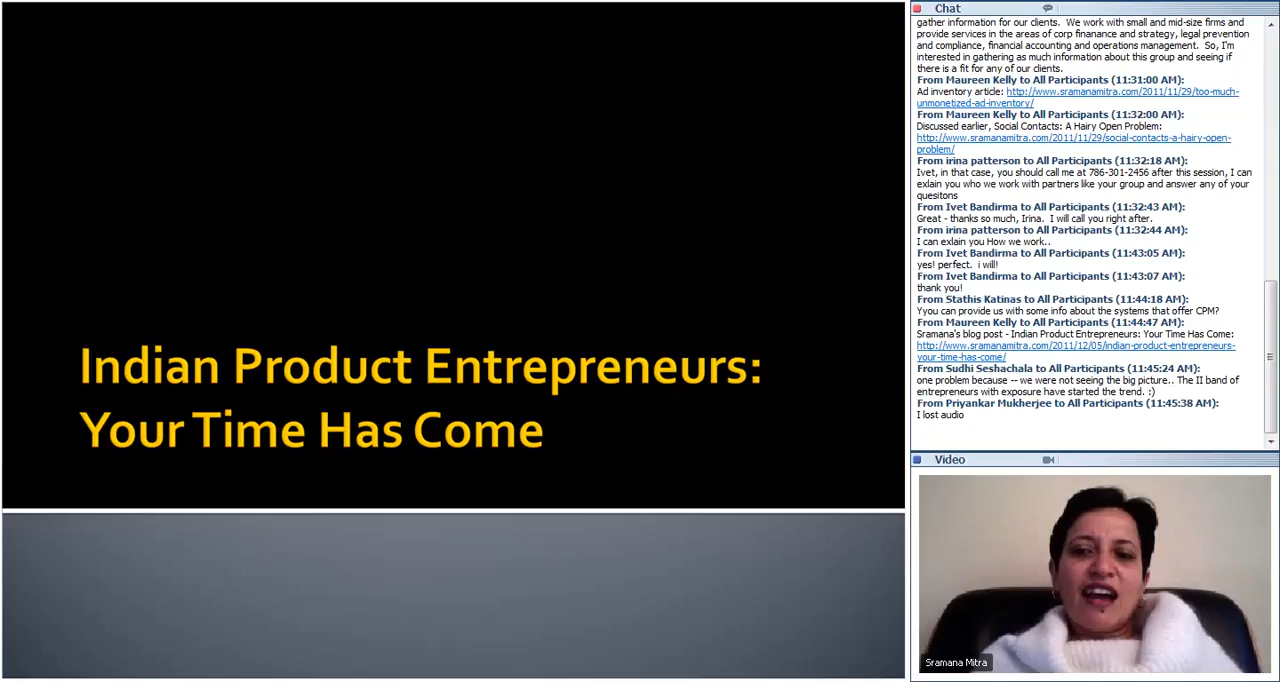 Indian Product Entrepreneurs:
Your Time Has Come
Chat
gather information for our clients. We work with small and mid-size firms and
provide services in the areas of corp finanance and strategy, legal prevention
and compliance, financial accounting and operations management. So, I'm
interested in gathering as much information about this group and seeing if
there is a fit for any of our clients.
From Maureen Kelly to All Participants (11:31:00 AM):
Ad inventory article: http://www.sramanamitra.com/2011/11/29/too-much-
unmonetized-ad-inventory/
From Maureen Kelly to All Participants (11:32:00 AM):
Discussed earlier, Social Contacts: A Hairy Open Problem:
http://www.sramanamitra.com/2011/11/29/social-contacts-a-hairy-open-
problem/
From irina patterson to All Participants (11:32:18 AM):
Ivet, in that case, you should call me at 786-301-2456 after this session, I can
exlain you who we work with partners like your group and answer any of your
quesitons
From Ivet Bandirma to All Participants (11:32:43 AM):
Great - thanks so much, Irina. I will call you right after.
From irina patterson to All Participants (11:32:44 AM):
I can exlain you How we work..
From Ivet Bandirma to All Participants (11:43:05 AM):
yes! perfect. i will!
From Ivet Bandirma to All Participants (11:43:07 AM):
thank you!
From Stathis Katinas to All Participants (11:44:18 AM):
Yyou can provide us with some info about the systems that offer CPM?
From Maureen Kelly to All Participants (11:44:47 AM):
Sramana's blog post - Indian Product Entrepreneurs: Your Time Has Come:
http://www.sramanamitra.com/2011/12/05/indian-product-entrepreneurs-
your-time-has-come/
From Sudhi Seshachala to All Participants (11:45:24 AM):
one problem because -- we were not seeing the big picture.. The II band of
entrepreneurs with exposure have started the trend. :)
From Priyankar Mukherjee to All Participants (11:45:38 AM):
I lost audio
Video
Sramana Mitra